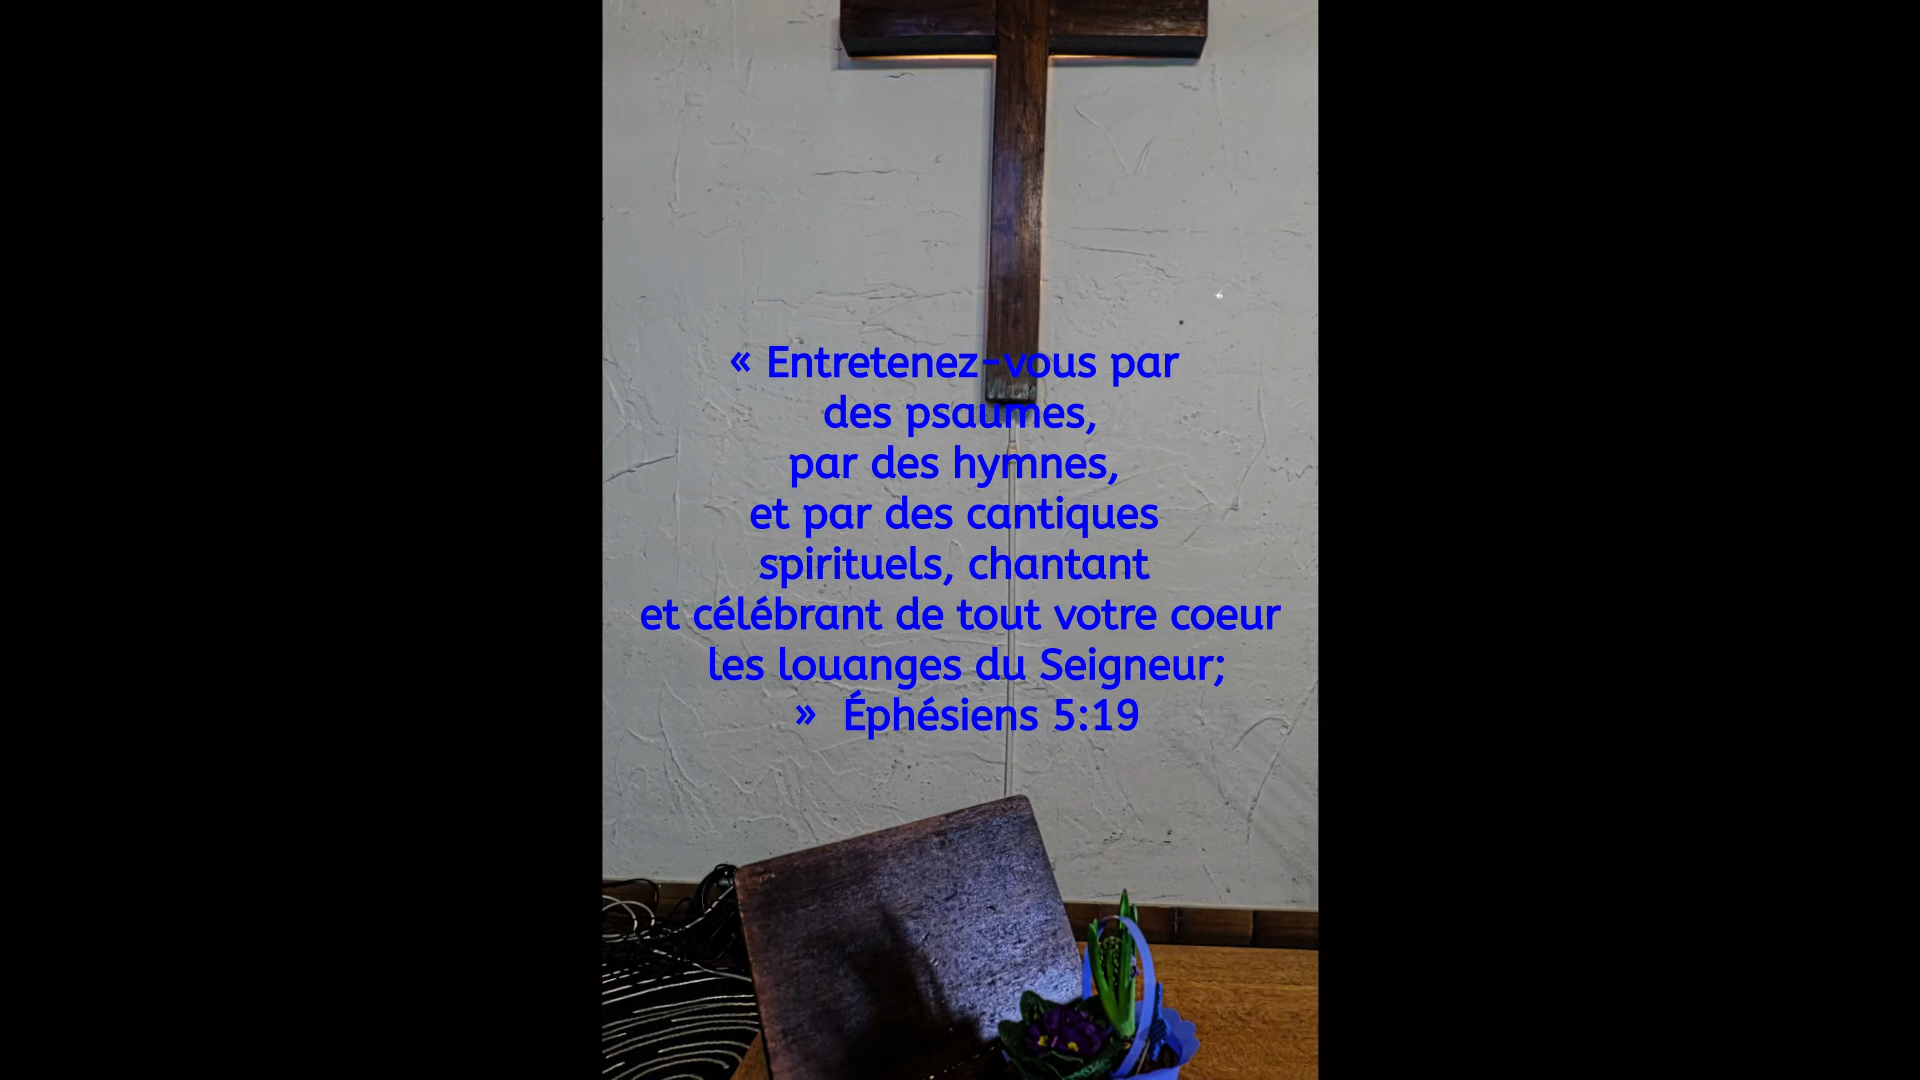 « Entretenez-vous par
des psaumes,
par des hymnes,
et par des cantiques
spirituels, chantant
et célébrant de tout votre coeur
les louanges du Seigneur;
»  Éphésiens 5:19